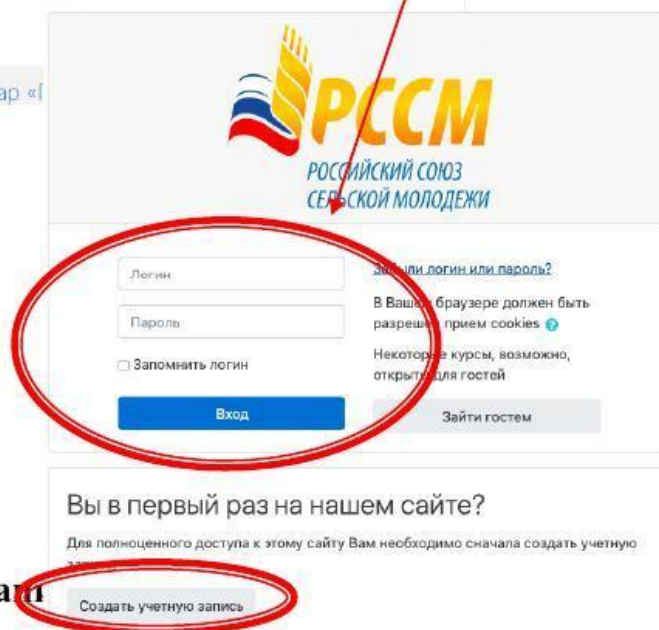 ар «
РССМ
РОССИЙСКИЙ СОЮЗ
СЕЛЬСКОЙ МОЛОДЕЖИ
Логин
Пароль
Запомнить логин
Вход
Забыли логин или пароль?
В Вашем браузере должен быть
разрешен прием cookies
Некоторые курсы, возможно,
открыты для гостей
Зайти гостем
Вы в первый раз на нашем сайте?
Для полноценного доступа к этому сайту Вам необходимо сначала создать учетную
Создать учетную запись